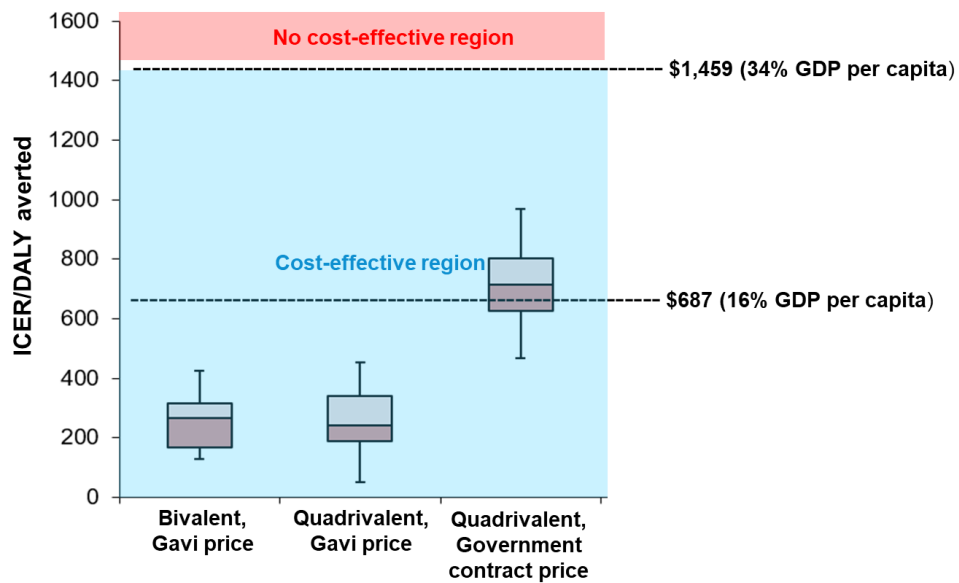 1600
No cost-effective region
$1,459 (34% GDP per capita)
1400
1200
1000
ICER/DALY averted
800
Cost-effective region
$687 (16% GDP per capita)
600
400
200
0
Bivalent,
Gavi price
Quadrivalent,
Gavi price
Quadrivalent,
Government
contract price